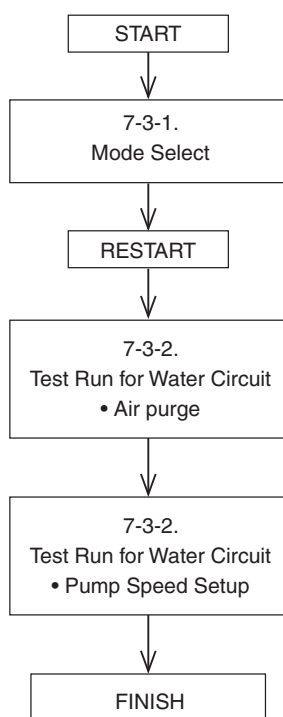 START
7-3-1.
Mode Select
RESTART
7-3-2.
Test Run for Water Circuit
• Air purge
7-3-2.
Test Run for Water Circuit
• Pump Speed Setup
FINISH